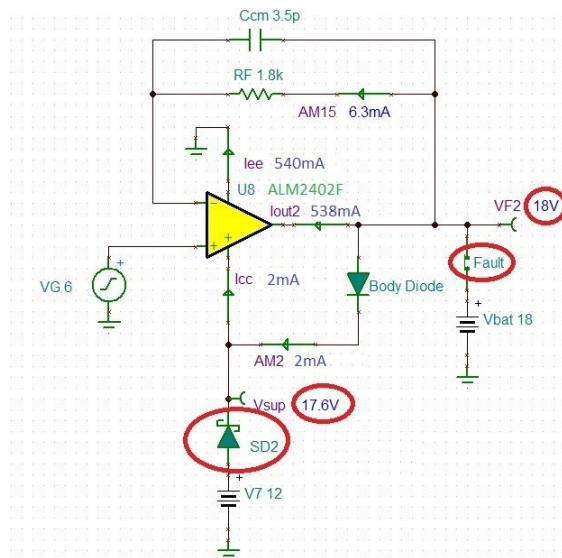 Ccm 3.5p
RF 1.8k
AM15 6.3mA
Iee 540mA
U8 ALM2402F
Iout2 538mA
VF2 18V
Fault
Icc 2mA
VG 6
Body Diode
Vbat 18
AM2 2mA
Vsup 17.6V
SD2
V7 12